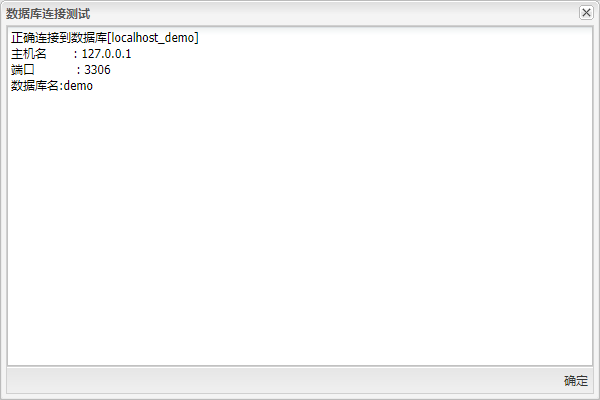 数据库连接测试
正确连接到数据库[localhost_demo]
主机名       : 127.0.0.1
端口           : 3306
数据库名:demo
确定